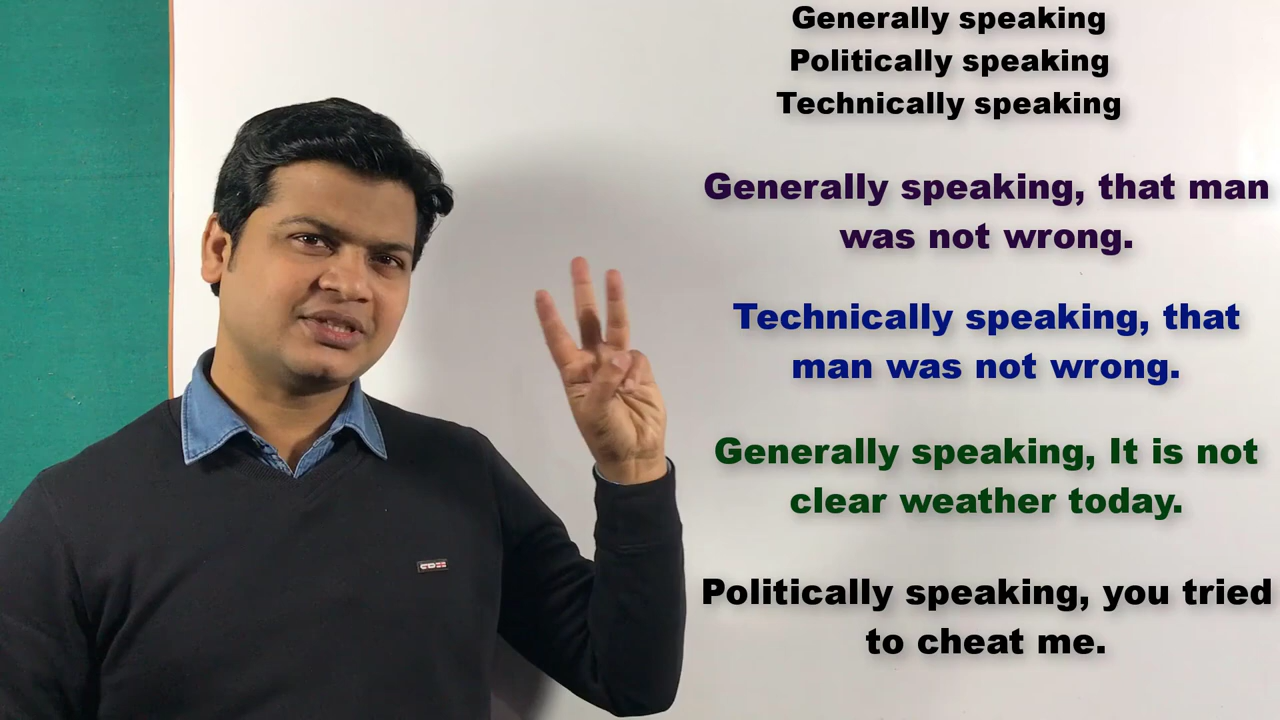 Generally speaking
Politically speaking
Technically speaking
Generally speaking, that man
was not wrong.
Technically speaking, that
man was not wrong.
Generally speaking, It is not
clear weather today.
Politically speaking, you tried
to cheat me.